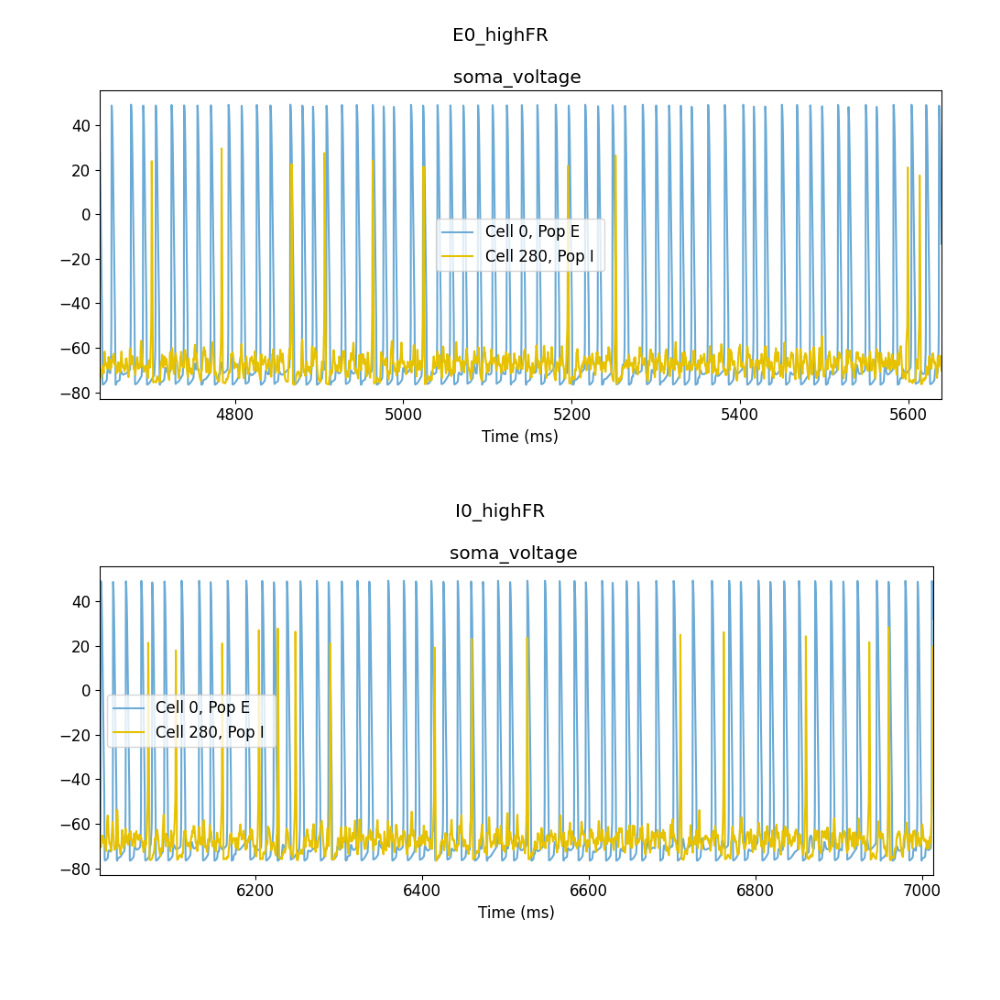 E0_highFR
soma_voltage
40
20
0
−20
−40
−60
−80
Cell 0, Pop E
Cell 280, Pop I
4800 5000 5200 5400 5600
Time (ms)
I0_highFR
soma_voltage
40
20
0
−20
−40
−60
−80
Cell 0, Pop E
Cell 280, Pop I
6200 6400 6600 6800 7000
Time (ms)